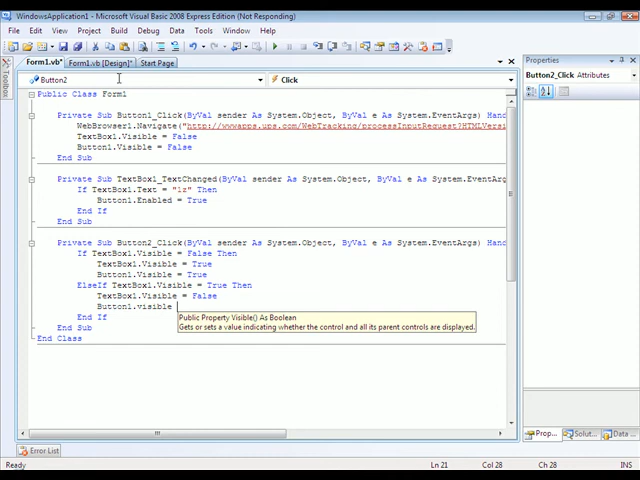 WindowsApplication1 - Microsoft Visual Basic 2008 Express Edition (Not Responding)
File Edit View Project Build Debug Data Tools Window Help
Form1.vb* Form1.vb [Design]* Start Page
Button2 Click
Public Class Form1
Private Sub Button1_Click(ByVal sender As System.Object, ByVal e As System.EventArgs) Hand
WebBrowser1.Navigate("http://wwwapps.ups.com/WebTracking/processInputRequest?HTMLVersi
TextBox1.Visible = False
Button1.Visible = False
End Sub
Private Sub TextBox1_TextChanged(ByVal sender As System.Object, ByVal e As System.EventArg
If TextBox1.Text = "1z" Then
Button1.Enabled = True
End If
End Sub
Private Sub Button2_Click(ByVal sender As System.Object, ByVal e As System.EventArgs) Hand
If TextBox1.Visible = False Then
TextBox1.Visible = True
Button1.Visible = True
ElseIf TextBox1.Visible = True Then
TextBox1.Visible = False
Button1.visible
End If
End Sub
End Class
Public Property Visible() As Boolean
Gets or sets a value indicating whether the control and all its parent controls are displayed.
Toolbox
Properties
Button2_Click Attributes
Prop... Solut... Data ...
Error List
Ln 21 Col 28 Ch 28 INS